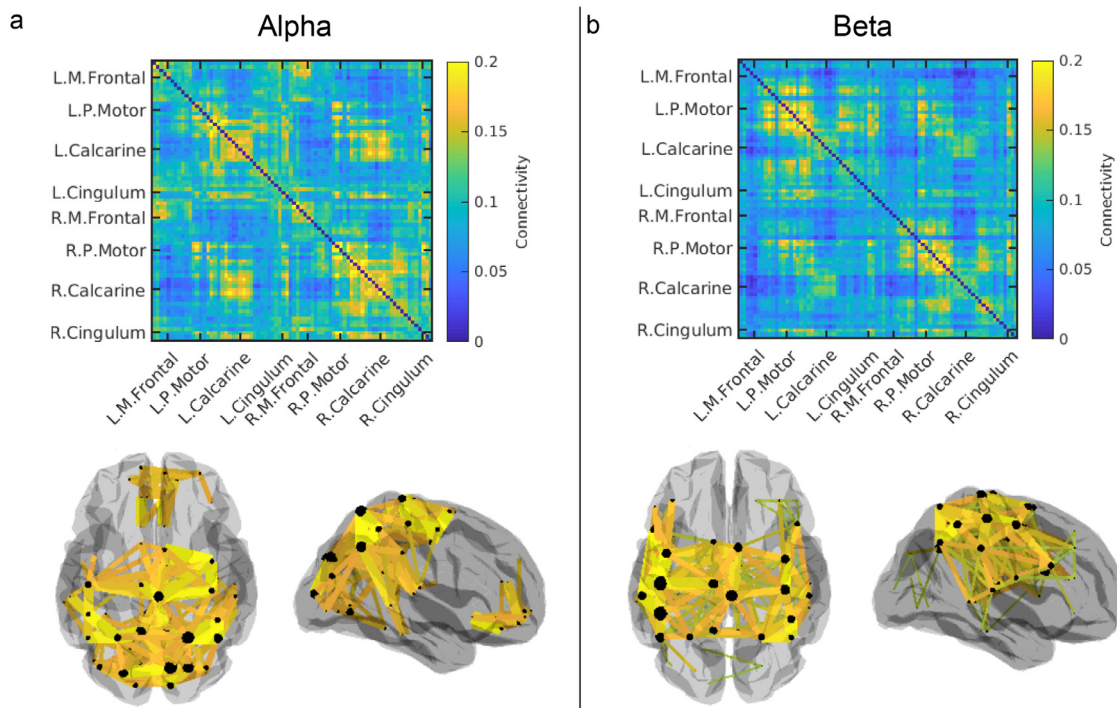 a
Alpha
L.M.Frontal
L.P.Motor
L.Calcarine
L.Cingulum
R.M.Frontal
R.P.Motor
R.Calcarine
R.Cingulum
L.M.Frontal
L.P.Motor
L.Calcarine
L.Cingulum
R.M.Frontal
R.P.Motor
R.Calcarine
R.Cingulum
0.2
0.15
0.1
0.05
0
Connectivity
b
Beta
L.M.Frontal
L.P.Motor
L.Calcarine
L.Cingulum
R.M.Frontal
R.P.Motor
R.Calcarine
R.Cingulum
L.M.Frontal
L.P.Motor
L.Calcarine
L.Cingulum
R.M.Frontal
R.P.Motor
R.Calcarine
R.Cingulum
0.2
0.15
0.1
0.05
0
Connectivity